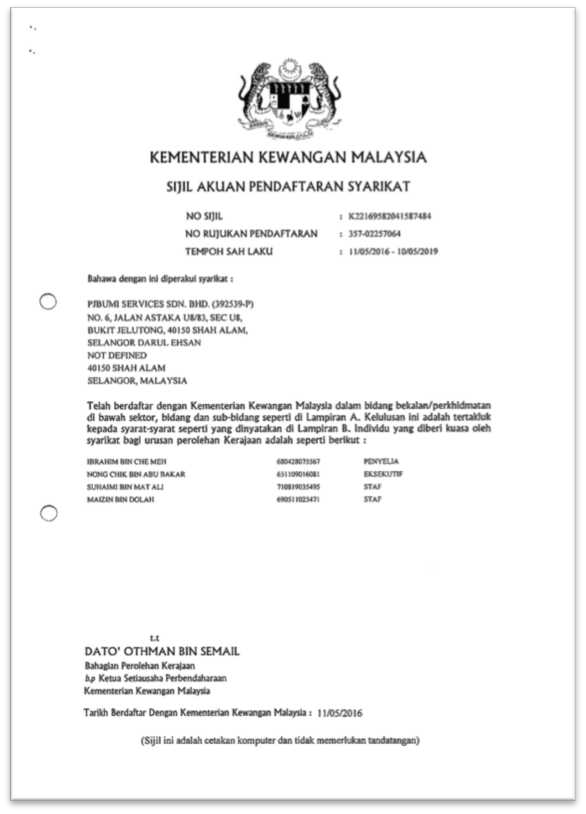 KEMENTERIAN KEWANGAN MALAYSIA
SIJIL AKUAN PENDAFTARAN SYARIKAT
NO SIJIL : K22169582041587484
NO RUJUKAN PENDAFTARAN : 357-02257064
TEMPOH SAH LAKU : 11/05/2016 - 10/05/2019
Bahawa dengan ini diperakui syarikat :
PJBUMI SERVICES SDN. BHD. (392539-P)
NO. 6, JALAN ASTAKA U8/83, SEC U8,
BUKIT JELUTONG, 40150 SHAH ALAM,
SELANGOR DARUL EHSAN
NOT DEFINED
40150 SHAH ALAM
SELANGOR, MALAYSIA
Telah berdaftar dengan Kementerian Kewangan Malaysia dalam bidang bekalan/perkhidmatan
di bawah sektor, bidang dan sub-bidang seperti di Lampiran A. Kelulusan ini adalah tertakluk
kepada syarat-syarat seperti yang dinyatakan di Lampiran B. Individu yang diberi kuasa oleh
syarikat bagi urusan perolehan Kerajaan adalah seperti berikut :
IBRAHIM BIN CHE MEH 680428075567 PENYELIA
NONG CHIK BIN ABU BAKAR 651109016081 EKSEKUTIF
SUHAIMI BIN MAT ALI 710819035495 STAF
MAIZIN BIN DOLAH 690511025471 STAF
t.t
DATO' OTHMAN BIN SEMAIL
Bahagian Perolehan Kerajaan
b.p Ketua Setiausaha Perbendaharaan
Kementerian Kewangan Malaysia
Tarikh Berdaftar Dengan Kementerian Kewangan Malaysia : 11/05/2016
(Sijil ini adalah cetakan komputer dan tidak memerlukan tandatangan)